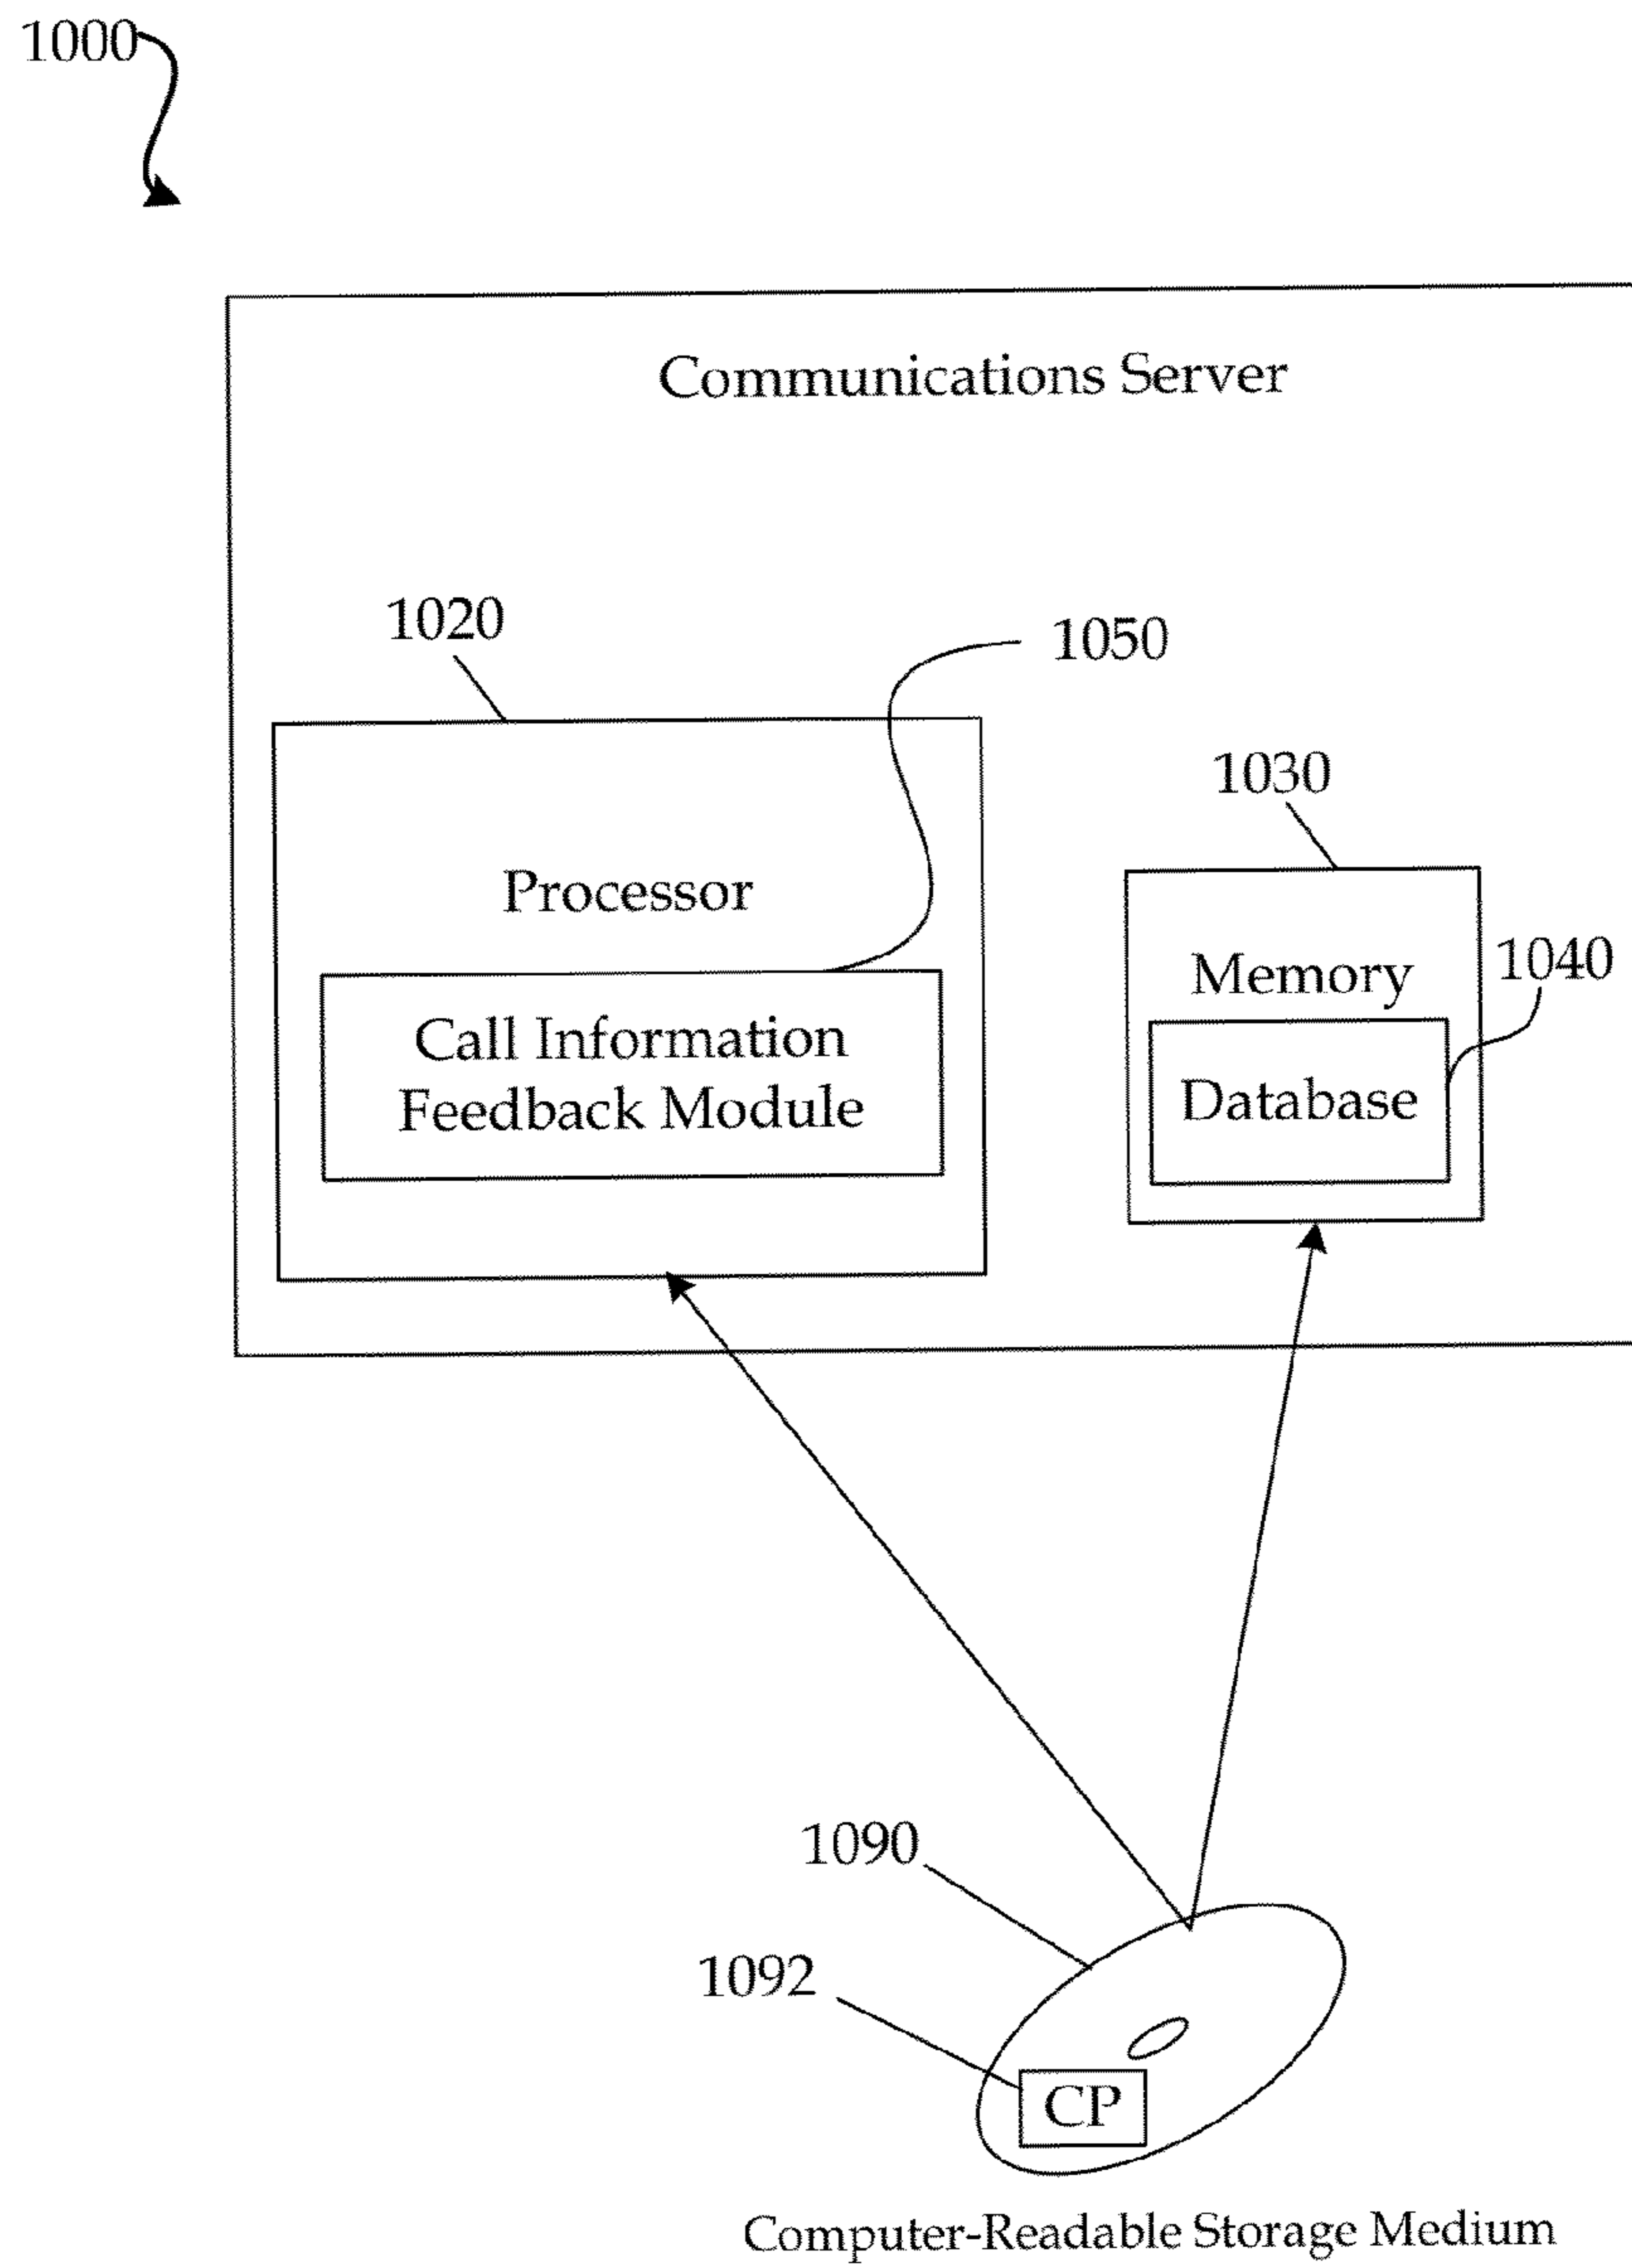 1000
Communications Server
1020
1050
1030
Processor
Memory
1040
Call Information
Feedback Module
Database
1090
1092
CP
Computer-Readable Storage Medium